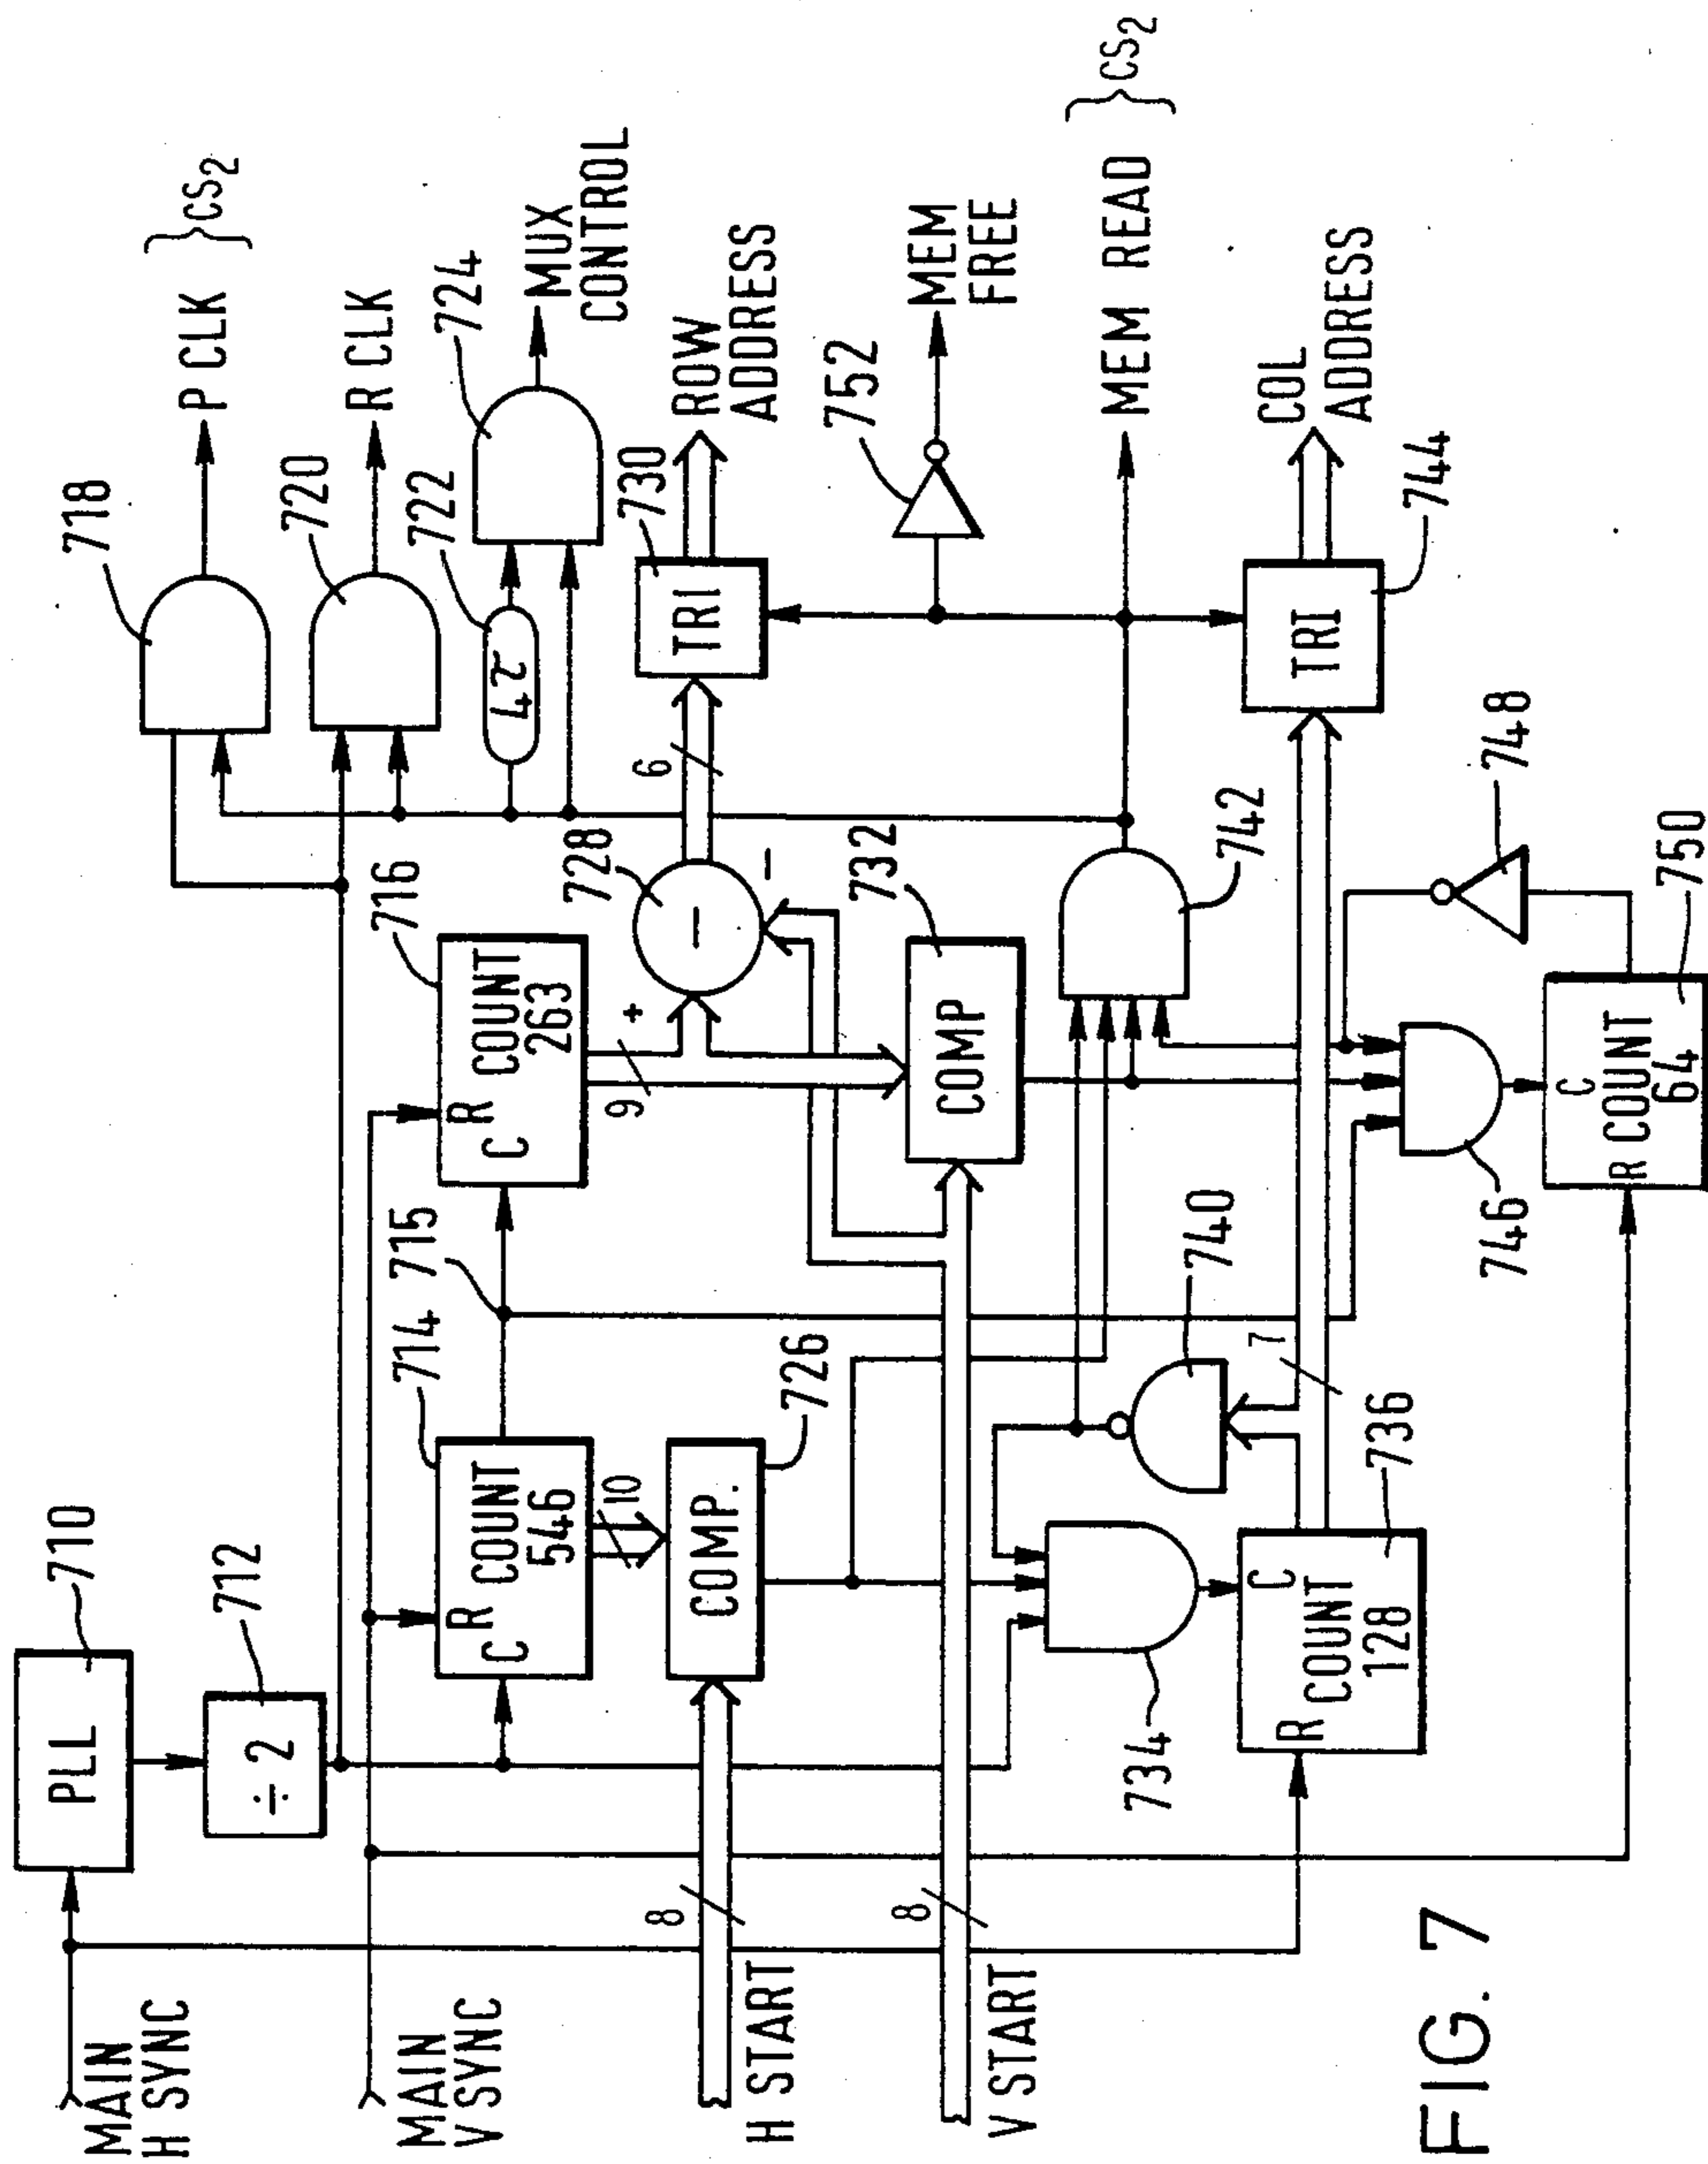 MAIN
H SYNC
710
PLL
712
÷ 2
718
P CLK
} CS₂
720
R CLK
MAIN
V SYNC
714
R
C
COUNT
546
715
716
R
C
COUNT
263
722
4τ
724
MUX
CONTROL
10
9
+
728
−
−
6
730
TRI
ROW
ADDRESS
8
H START
COMP.
726
732
COMP
752
MEM
FREE
8
V START
742
MEM READ
} CS₂
734
740
7
744
TRI
COL
ADDRESS
R
C
COUNT
128
736
746
748
R
C
COUNT
64
750
FIG. 7